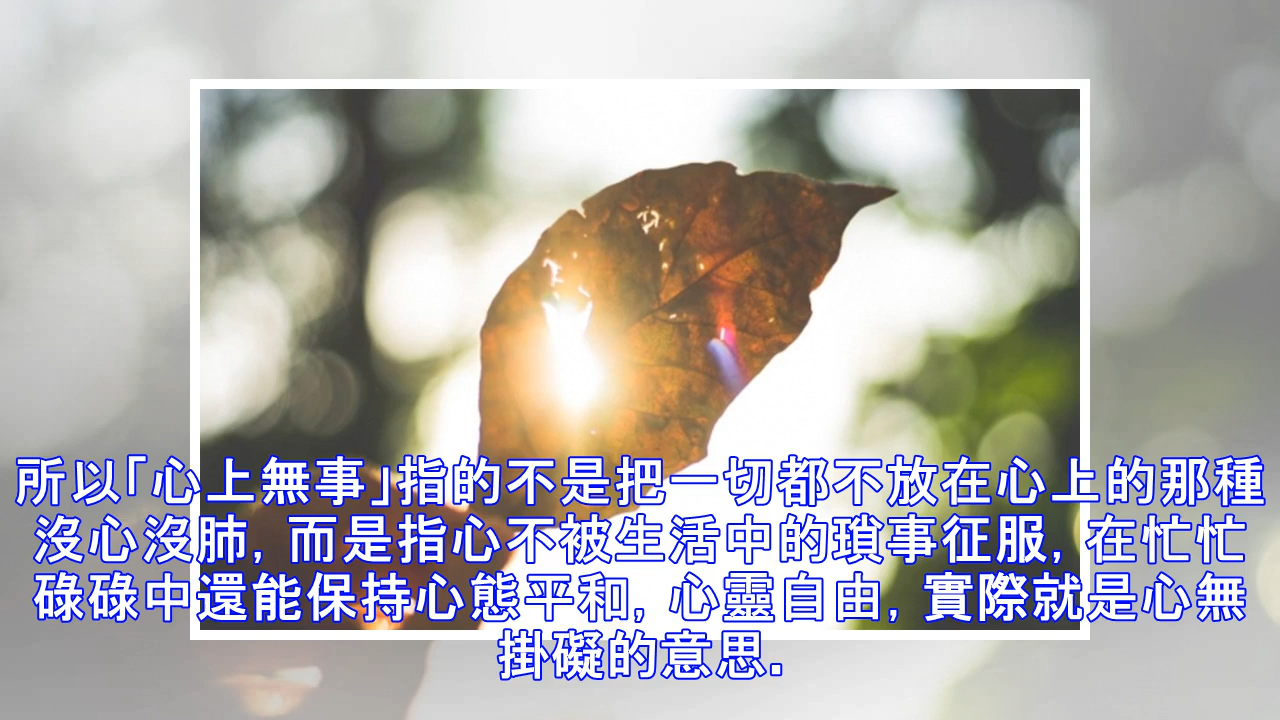 所以「心上無事」指的不是把一切都不放在心上的那種
沒心沒肺, 而是指心不被生活中的瑣事征服, 在忙忙
碌碌中還能保持心態平和, 心靈自由, 實際就是心無
掛礙的意思.